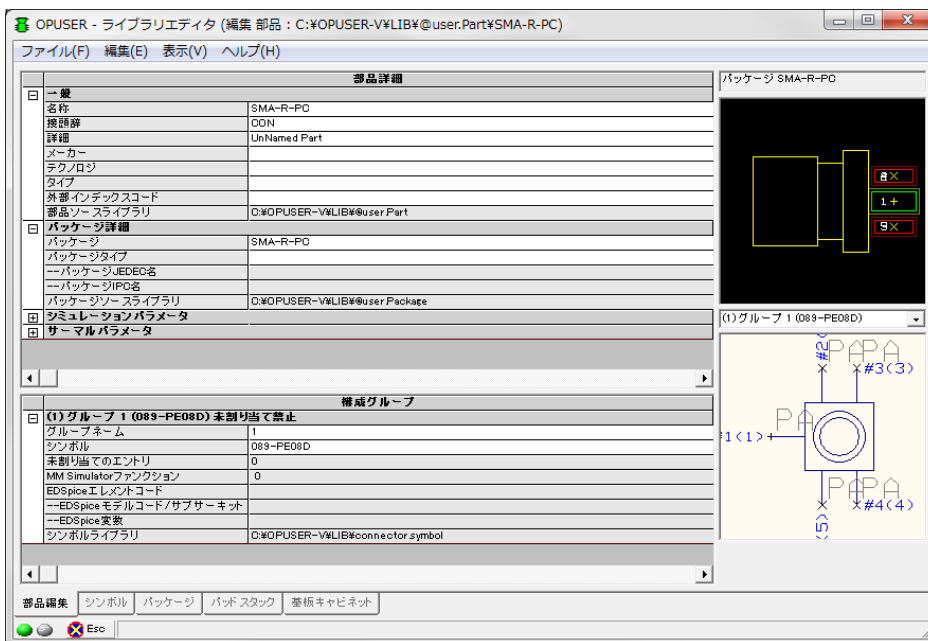 OPUSER - ライブラリエディタ (編集 部品 : C:¥OPUSER-V¥LIB¥@user.Part¥SMA-R-PC)
ファイル(F) 編集(E) 表示(V) ヘルプ(H)
部品詳細
一般
名称 SMA-R-PC
接頭辞 CON
詳細 UnNamed Part
メーカー
テクノロジ
タイプ
外部インデックスコード
部品ソースライブラリ C:¥OPUSER-V¥LIB¥@user.Part
パッケージ詳細
パッケージ SMA-R-PC
パッケージタイプ
--パッケージJEDEC名
--パッケージIPC名
パッケージソースライブラリ C:¥OPUSER-V¥LIB¥@user.Package
シミュレーションパラメータ
サーマルパラメータ
構成グループ
(1) グループ 1 (089-PE08D) 未割り当て禁止
グループネーム 1
シンボル 089-PE08D
未割り当てのエントリ 0
MM Simulatorファンクション 0
EDSpiceエレメントコード
--EDSpiceモデルコード/サブサーキット
--EDSpice変数
シンボルライブラリ C:¥OPUSER-V¥LIB¥connector.symbol
部品編集 シンボル パッケージ パッドスタック 基板キャビネット
Esc
パッケージ SMA-R-PC
1
(1)グループ 1 (089-PE08D)
PA PA
#3(3)
PA
1(1)
PA PA
#4(4)
5)